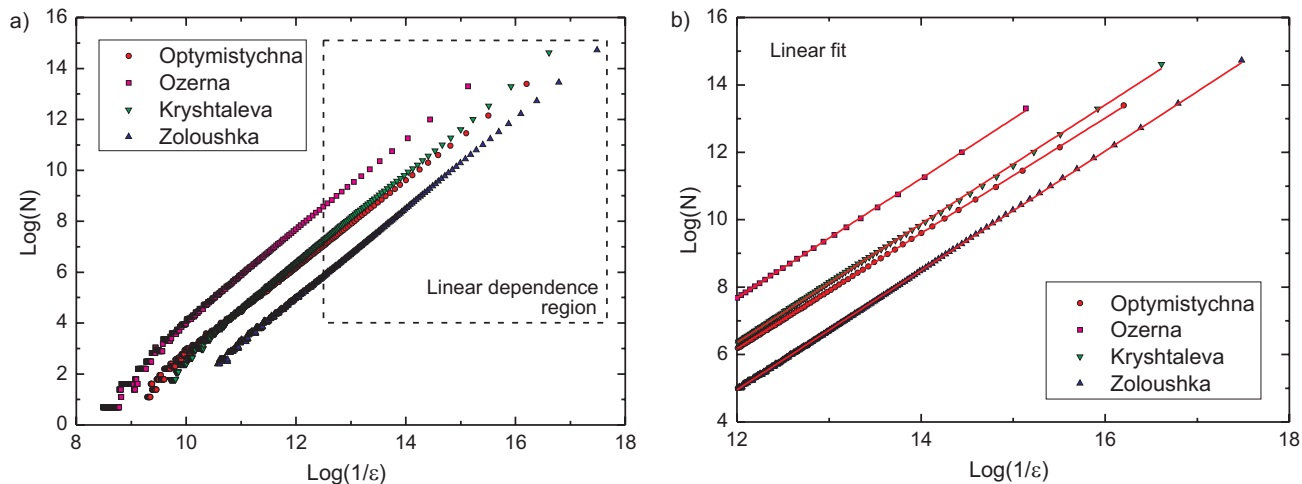 a)
Log(N)
16
14
12
10
8
6
4
2
0
Optymistychna
Ozerna
Kryshtaleva
Zoloushka
Linear dependence
region
8 10 12 14 16 18
Log(1/ε)
b)
Log(N)
16
14
12
10
8
6
4
Linear fit
Optymistychna
Ozerna
Kryshtaleva
Zoloushka
12 14 16 18
Log(1/ε)